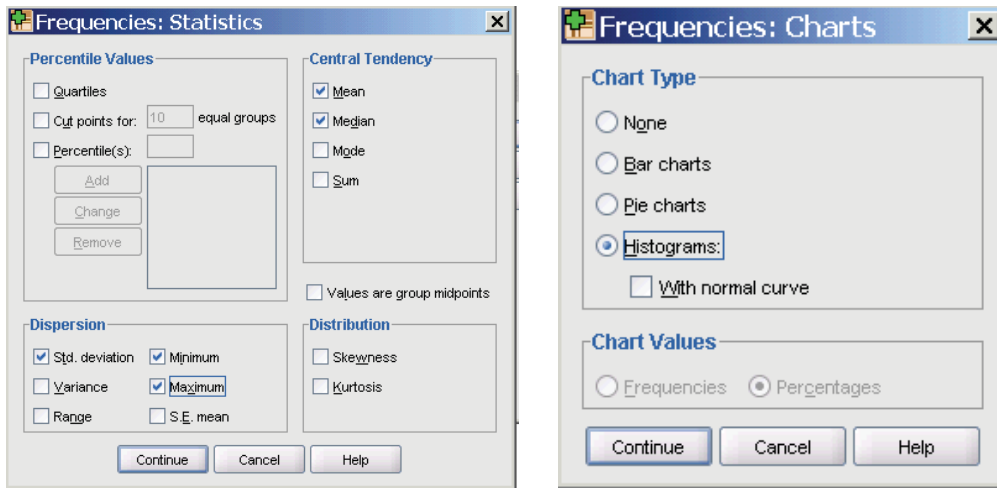 Frequencies: Statistics
Percentile Values
Quartiles
Cut points for: 10 equal groups
Percentile(s):
Add
Change
Remove
Central Tendency
Mean
Median
Mode
Sum
Values are group midpoints
Dispersion
Std. deviation Minimum
Variance Maximum
Range S.E. mean
Distribution
Skewness
Kurtosis
Continue Cancel Help
Frequencies: Charts
Chart Type
None
Bar charts
Pie charts
Histograms:
With normal curve
Chart Values
Frequencies Percentages
Continue Cancel Help